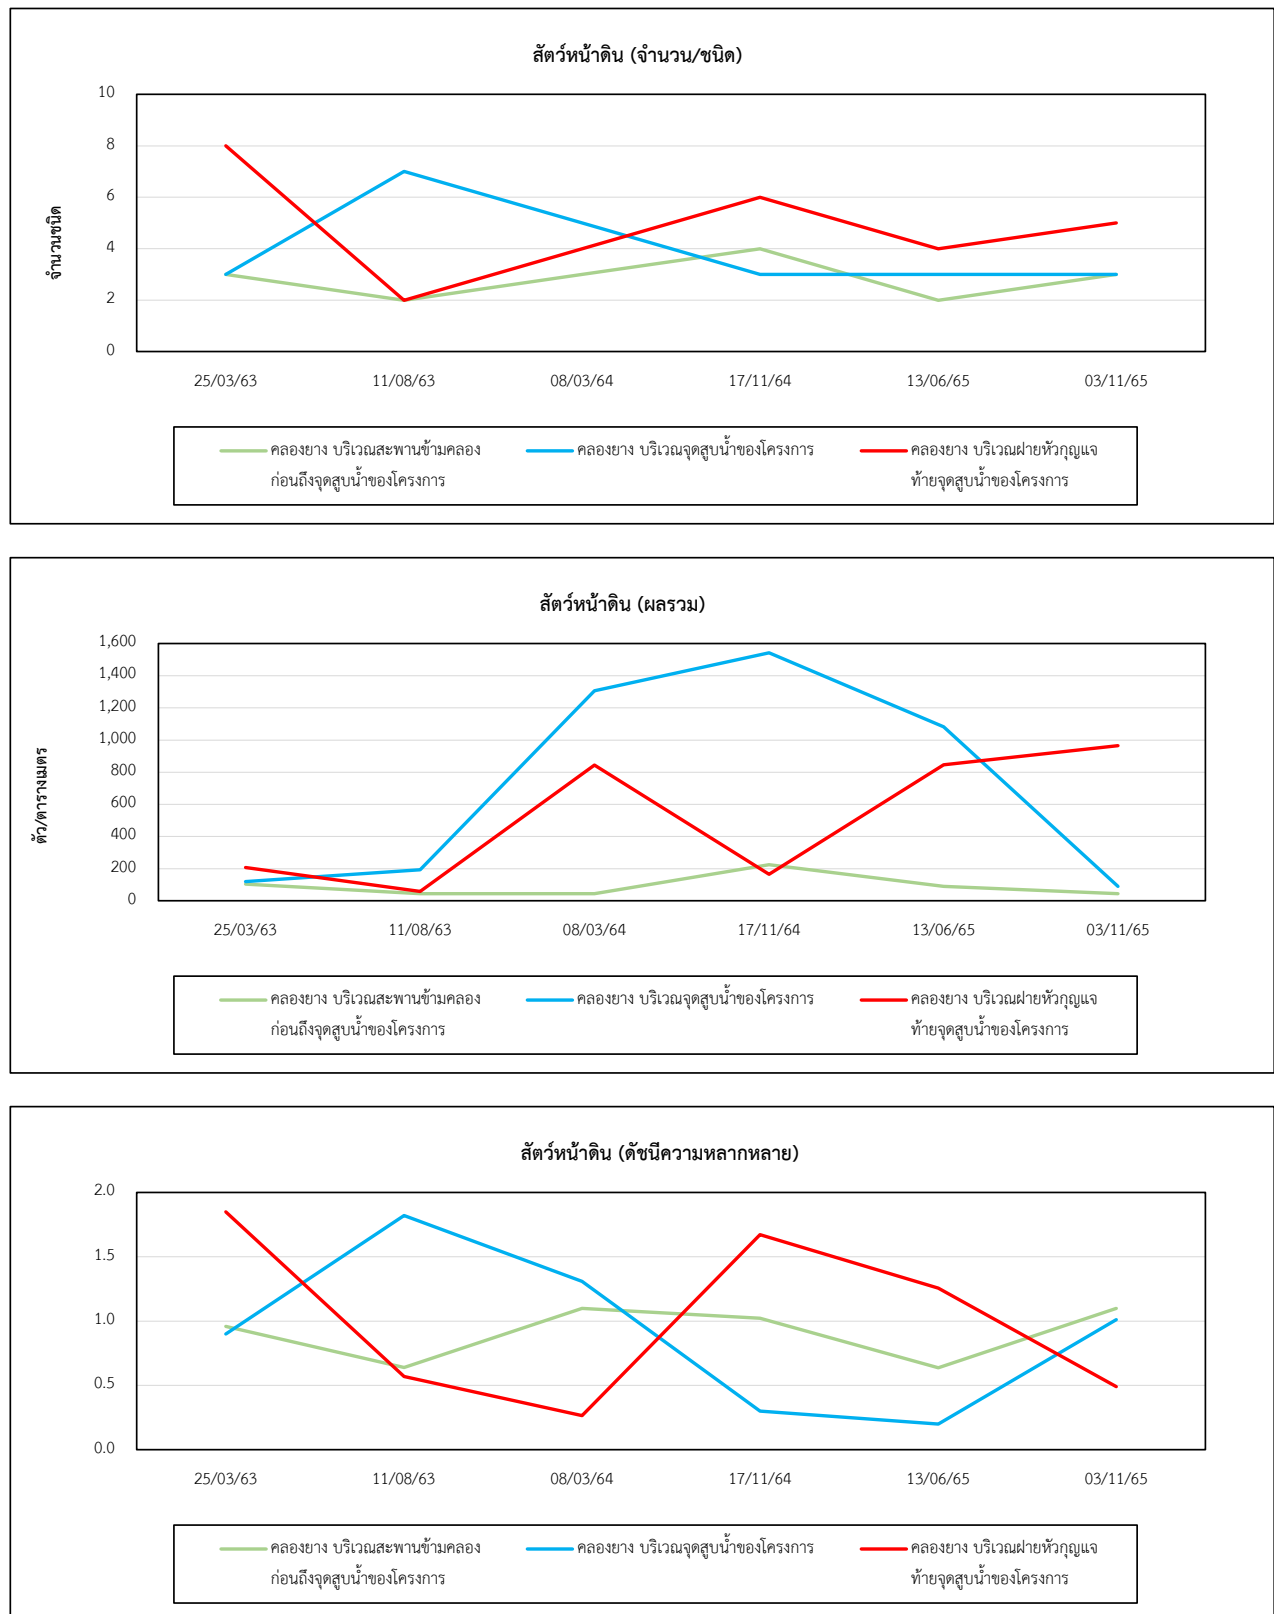 สัตว์หน้าดิน (จำนวน/ชนิด)
จำนวนชนิด
10
8
6
4
2
0
25/03/63 11/08/63 08/03/64 17/11/64 13/06/65 03/11/65
คลองยาง บริเวณสะพานข้ามคลอง คลองยาง บริเวณจุดสูบน้ำของโครงการ คลองยาง บริเวณฝายหัวกุญแจ
ก่อนถึงจุดสูบน้ำของโครงการ ท้ายจุดสูบน้ำของโครงการ
สัตว์หน้าดิน (ผลรวม)
ตัว/ตารางเมตร
1,600
1,400
1,200
1,000
800
600
400
200
0
25/03/63 11/08/63 08/03/64 17/11/64 13/06/65 03/11/65
คลองยาง บริเวณสะพานข้ามคลอง คลองยาง บริเวณจุดสูบน้ำของโครงการ คลองยาง บริเวณฝายหัวกุญแจ
ก่อนถึงจุดสูบน้ำของโครงการ ท้ายจุดสูบน้ำของโครงการ
สัตว์หน้าดิน (ดัชนีความหลากหลาย)
2.0
1.5
1.0
0.5
0.0
25/03/63 11/08/63 08/03/64 17/11/64 13/06/65 03/11/65
คลองยาง บริเวณสะพานข้ามคลอง คลองยาง บริเวณจุดสูบน้ำของโครงการ คลองยาง บริเวณฝายหัวกุญแจ
ก่อนถึงจุดสูบน้ำของโครงการ ท้ายจุดสูบน้ำของโครงการ